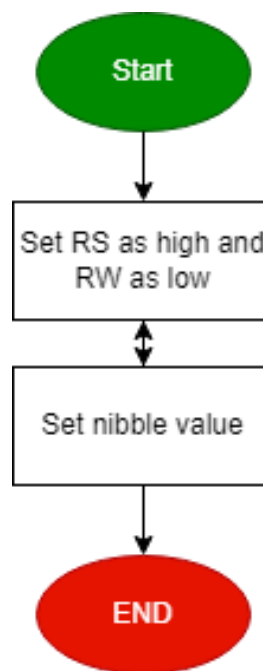 Start
Set RS as high and
RW as low
Set nibble value
END